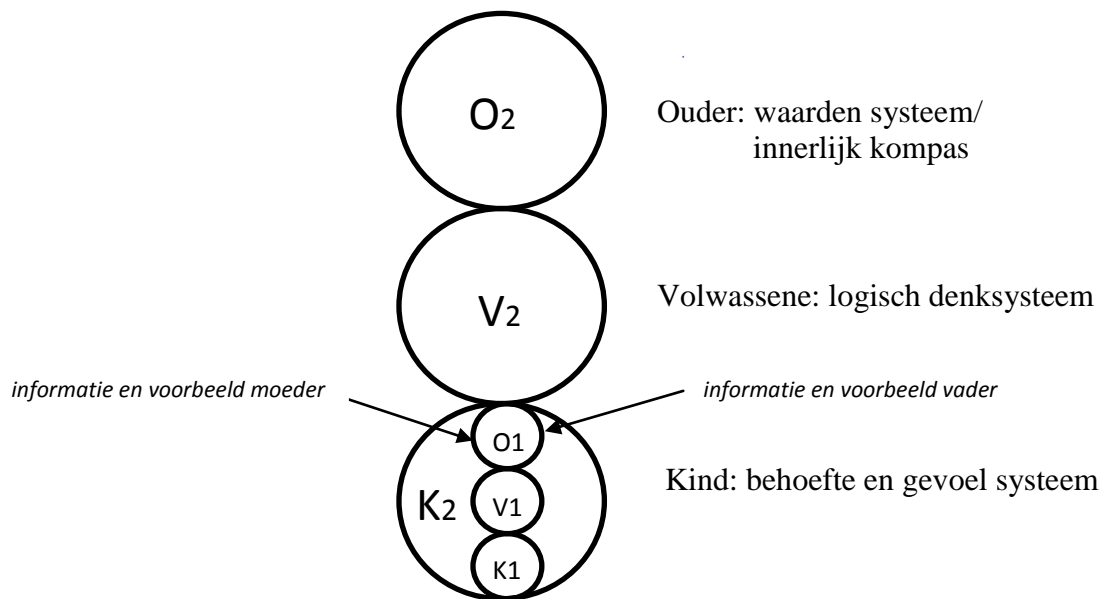 O2
Ouder: waarden systeem/
innerlijk kompas
V2
Volwassene: logisch denksysteem
informatie en voorbeeld moeder
informatie en voorbeeld vader
O1
Kind: behoefte en gevoel systeem
K2
V1
K1